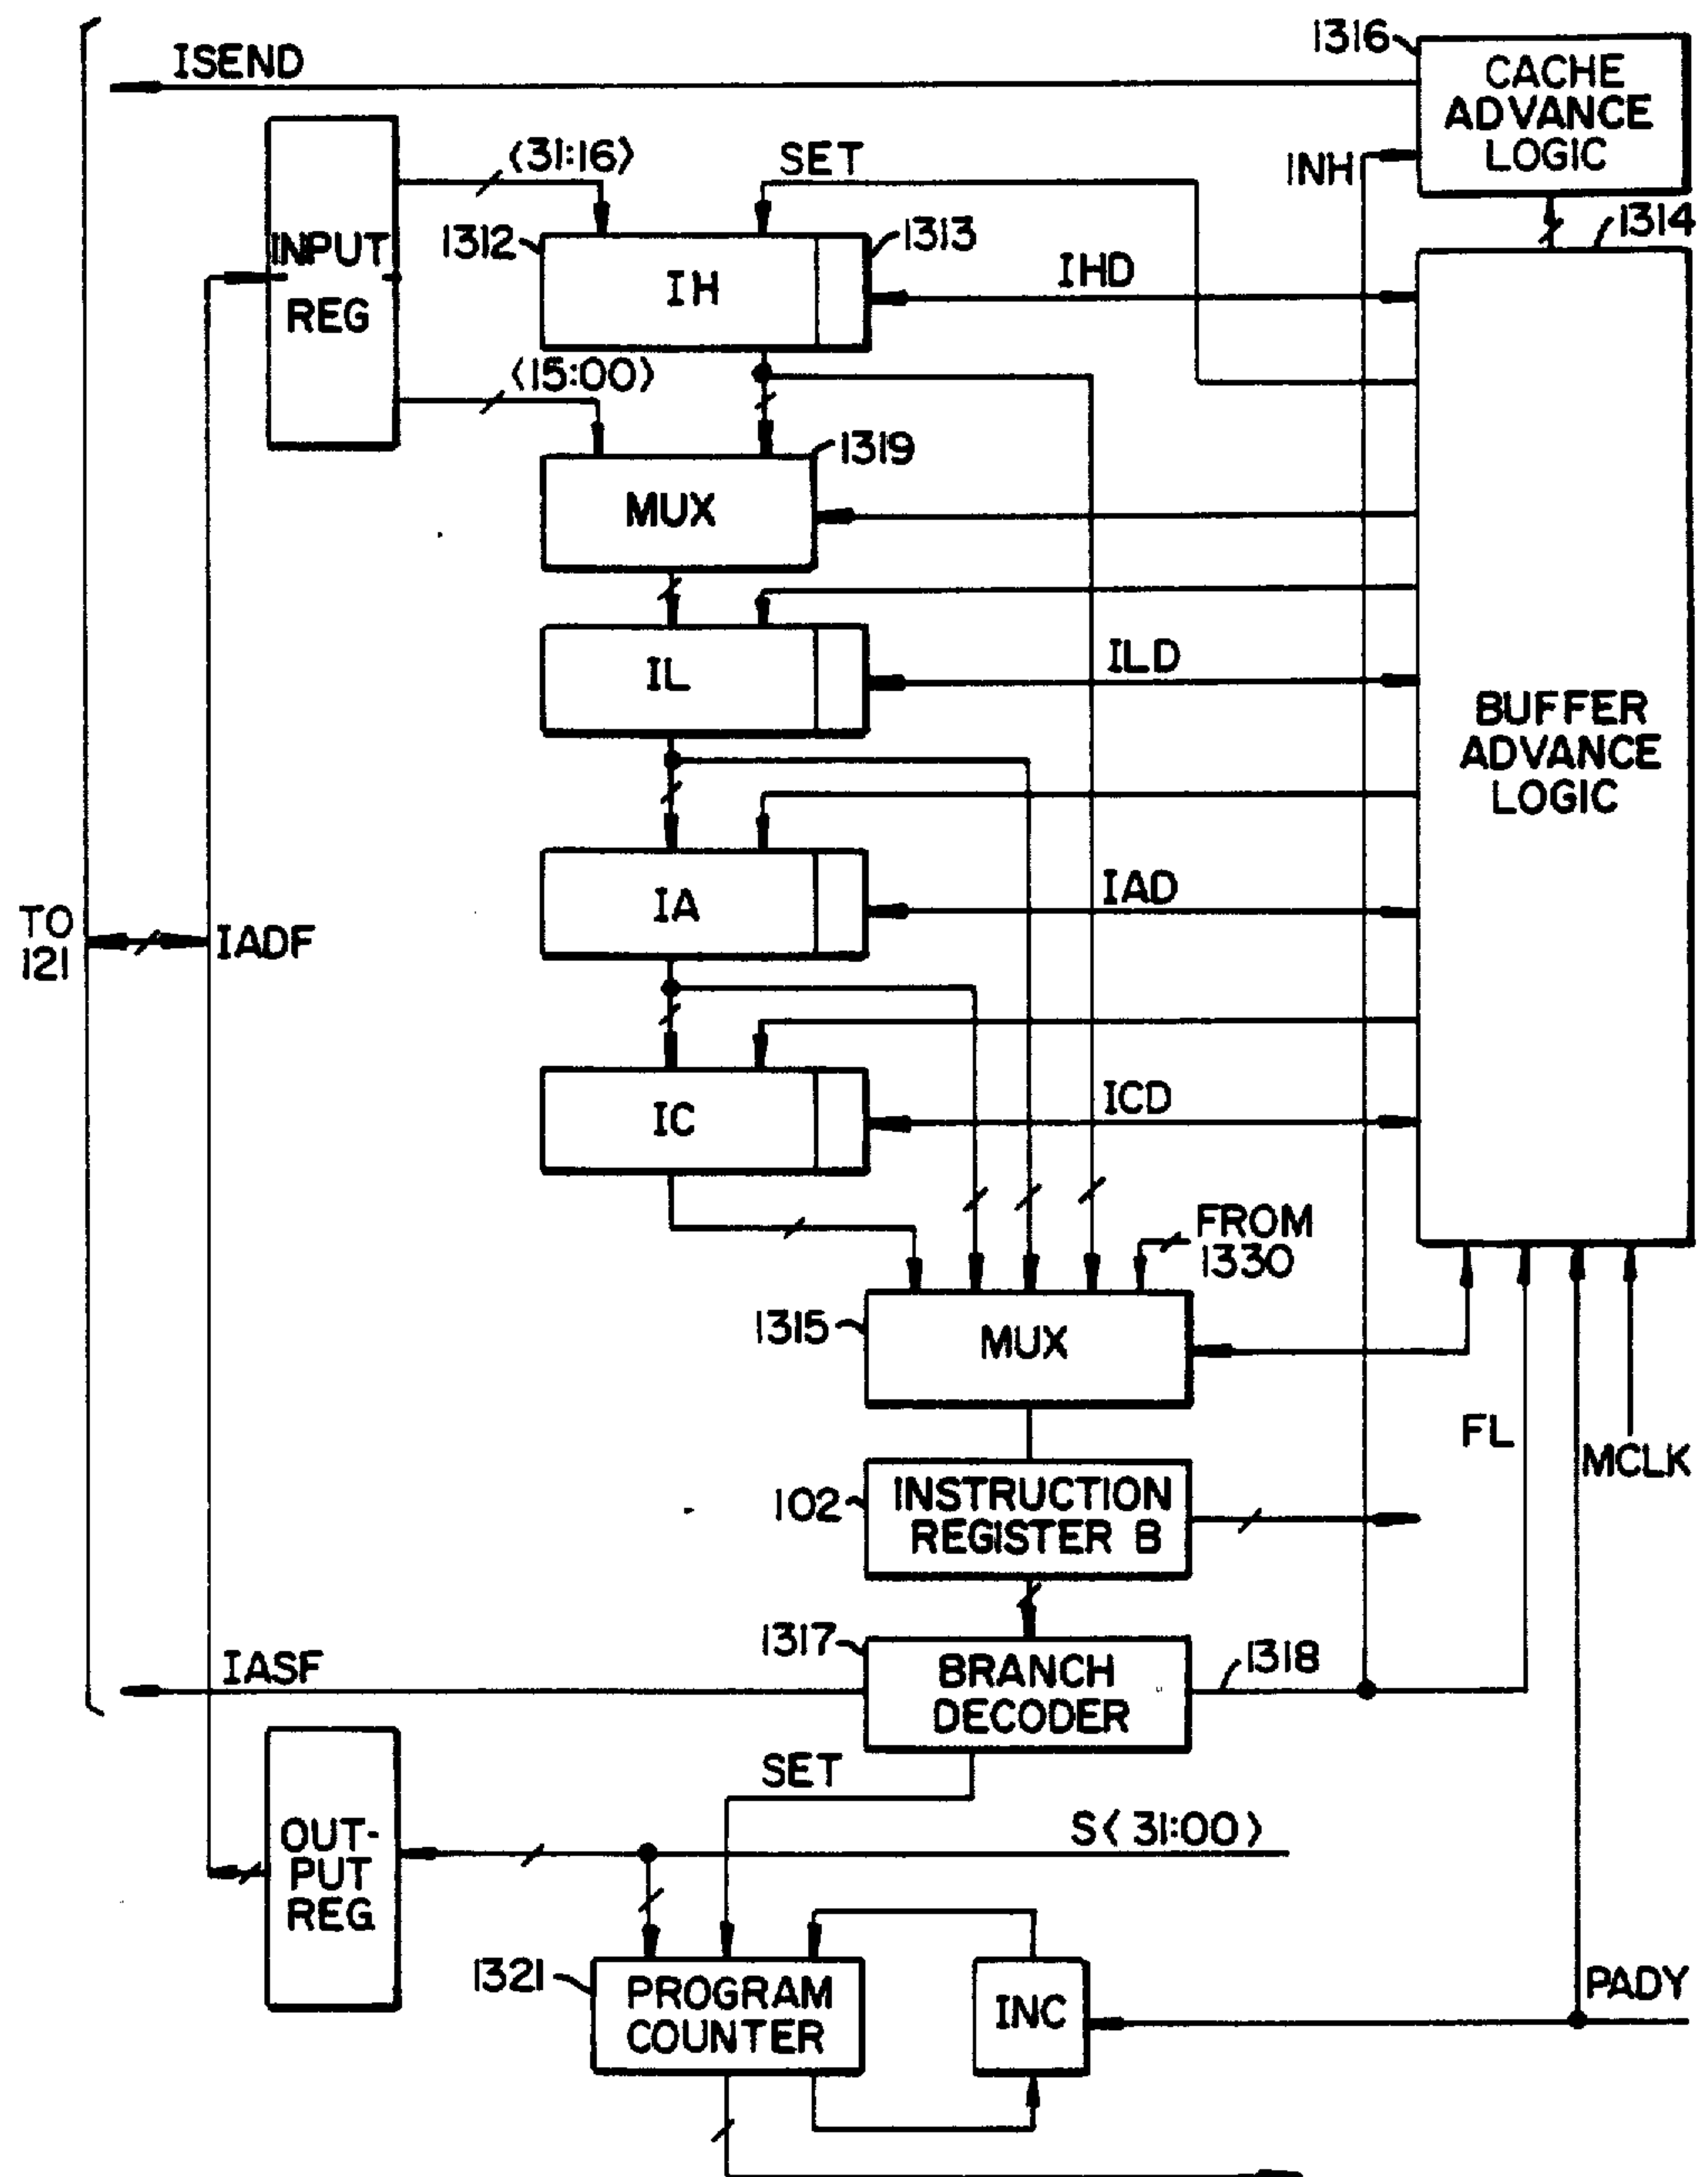 1316
ISEND
CACHE
ADVANCE
LOGIC
<31:16>
SET
INH
1314
INPUT
REG
1312
1313
IH
IHD
<15:00>
1319
MUX
IL
ILD
BUFFER
ADVANCE
LOGIC
IA
IAD
TO
121
IADF
IC
ICD
FROM
1330
1315
MUX
FL
MCLK
102
INSTRUCTION
REGISTER B
1317
1318
IASF
BRANCH
DECODER
SET
S<31:00>
OUT-
PUT
REG
1321
PROGRAM
COUNTER
INC
PADY